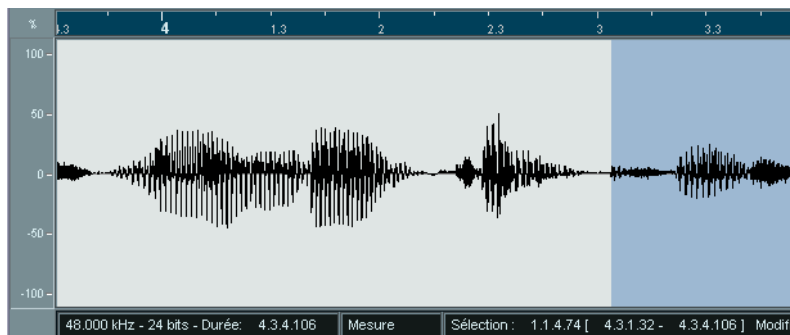 % 4.3 4 1.3 2 2.3 3 3.3
100
50
0
-50
-100
48.000 kHz - 24 bits - Durée: 4.3.4.106 Mesure Sélection : 1.1.4.74 [ 4.3.1.32 - 4.3.4.106 ] Modif